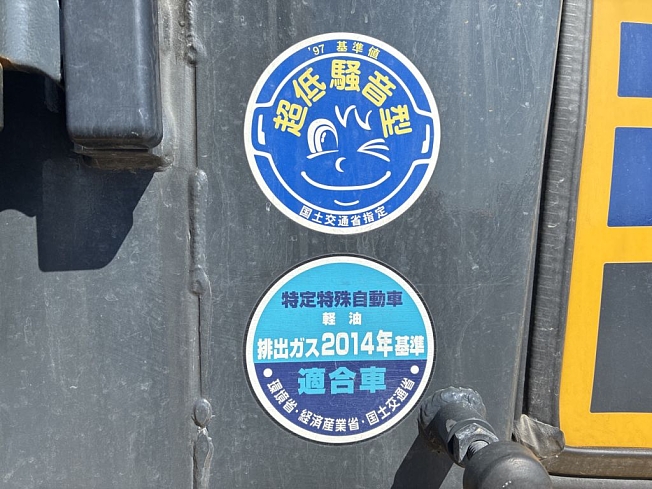 '97 基準値
超低騒音型
国土交通省指定
特定特殊自動車
軽油
排出ガス2014年基準
適合車
・環境省・経済産業省・国土交通省・